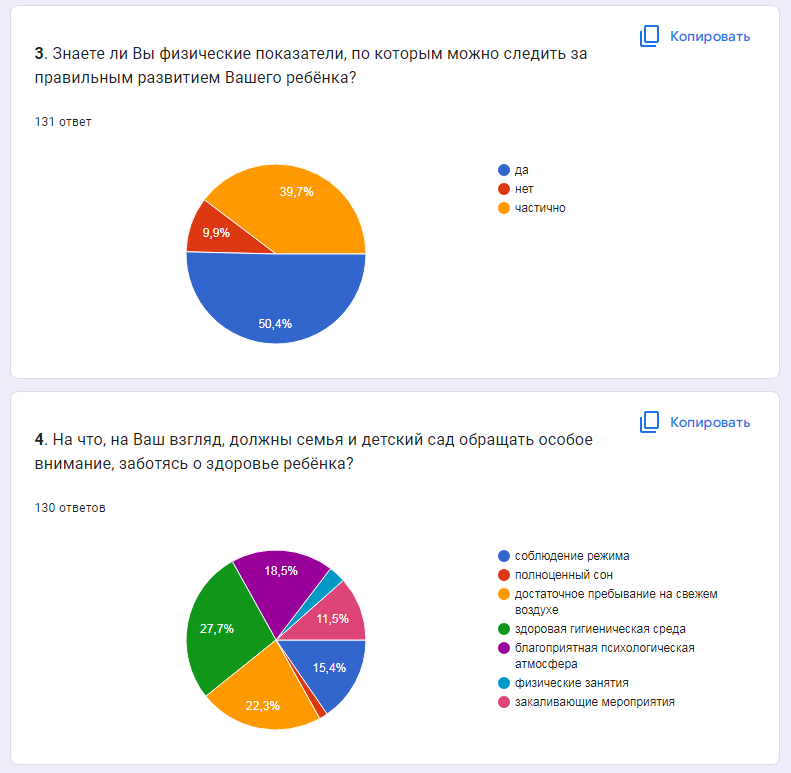 Копировать
3. Знаете ли Вы физические показатели, по которым можно следить за
правильным развитием Вашего ребёнка?
131 ответ
да
нет
частично
39,7%
9,9%
50,4%
Копировать
4. На что, на Ваш взгляд, должны семья и детский сад обращать особое
внимание, заботясь о здоровье ребёнка?
130 ответов
соблюдение режима
полноценный сон
достаточное пребывание на свежем
воздухе
здоровая гигиеническая среда
благоприятная психологическая
атмосфера
физические занятия
закаливающие мероприятия
18,5%
11,5%
27,7%
15,4%
22,3%